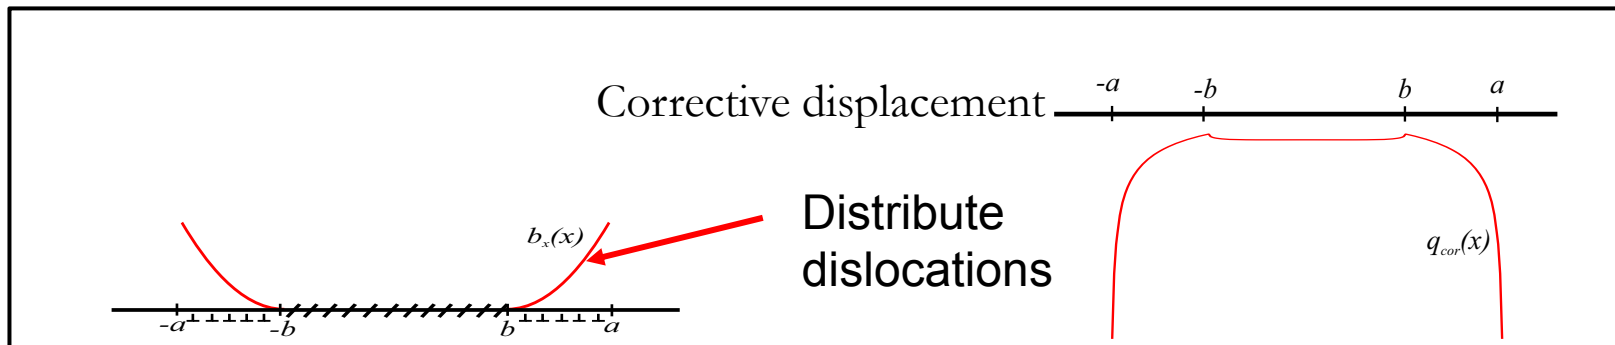 Corrective displacement
-a -b b a
b_x(x)
Distribute
dislocations
q_cor(x)
-a -b b a